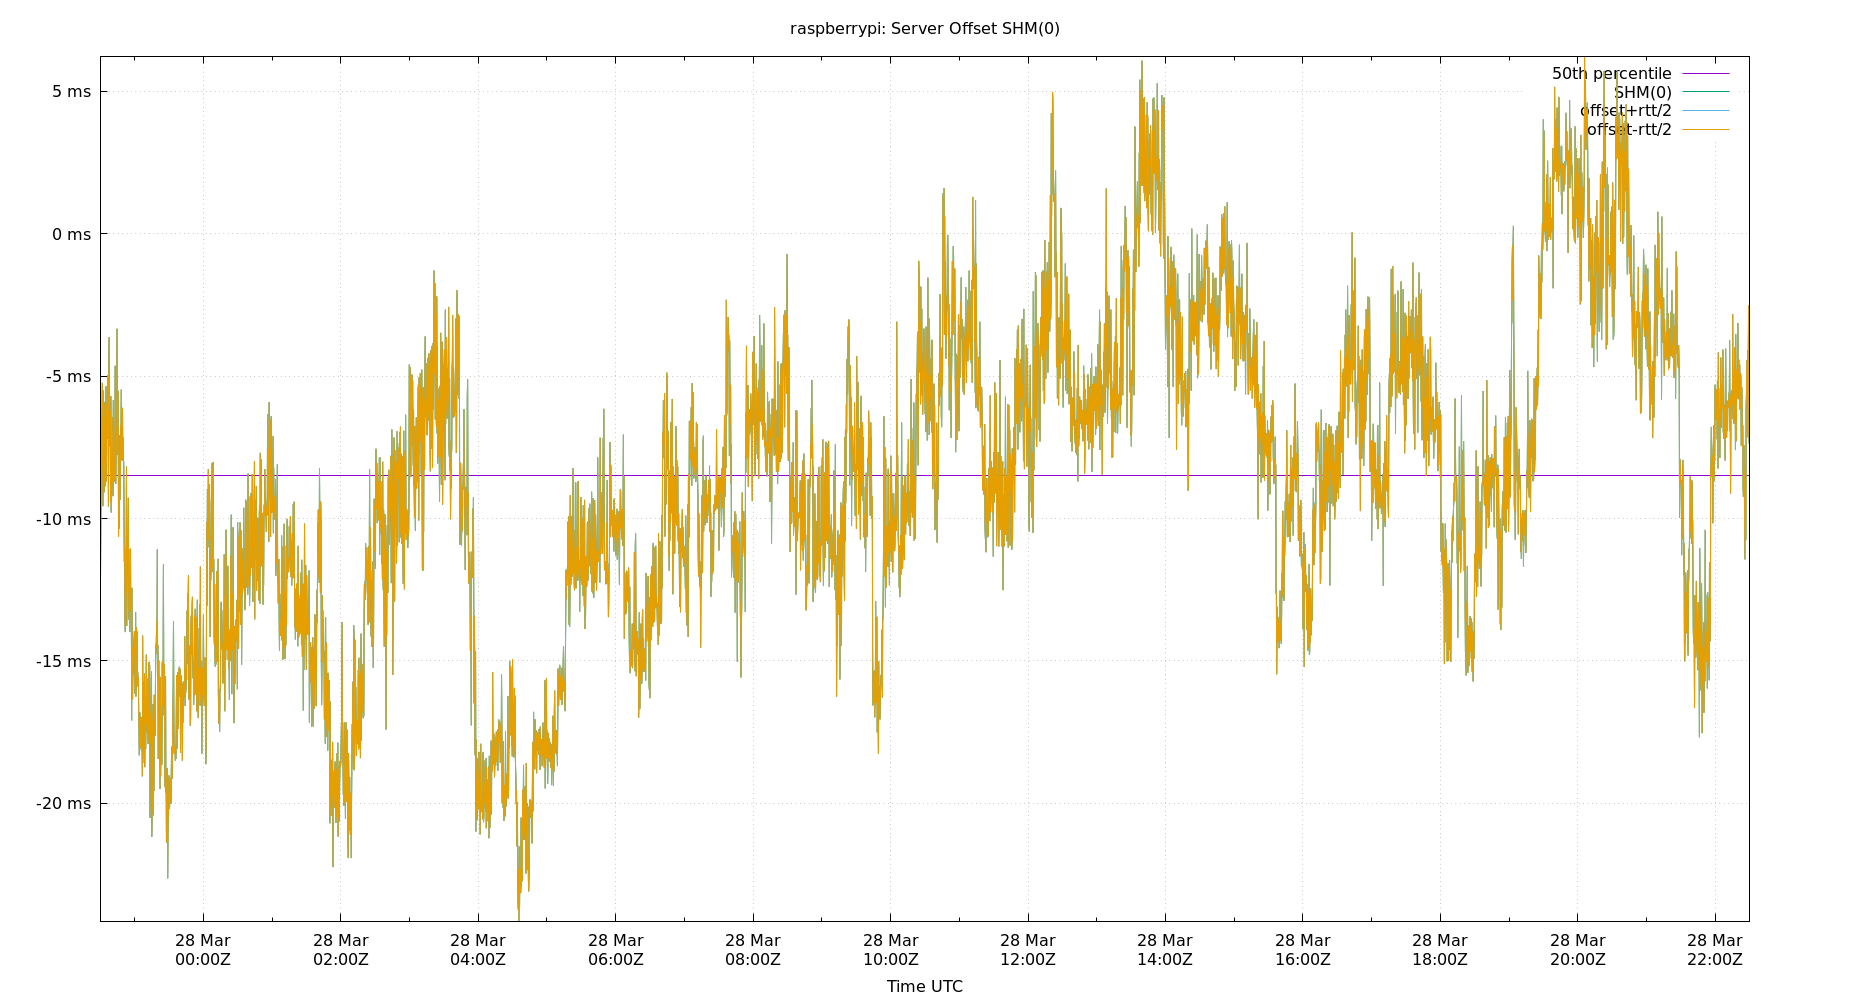 raspberrypi: Server Offset SHM(0)
50th percentile
SHM(0)
offset+rtt/2
offset-rtt/2
5 ms
0 ms
-5 ms
-10 ms
-15 ms
-20 ms
28 Mar 28 Mar 28 Mar 28 Mar 28 Mar 28 Mar 28 Mar 28 Mar 28 Mar 28 Mar 28 Mar 28 Mar
00:00Z 02:00Z 04:00Z 06:00Z 08:00Z 10:00Z 12:00Z 14:00Z 16:00Z 18:00Z 20:00Z 22:00Z
Time UTC